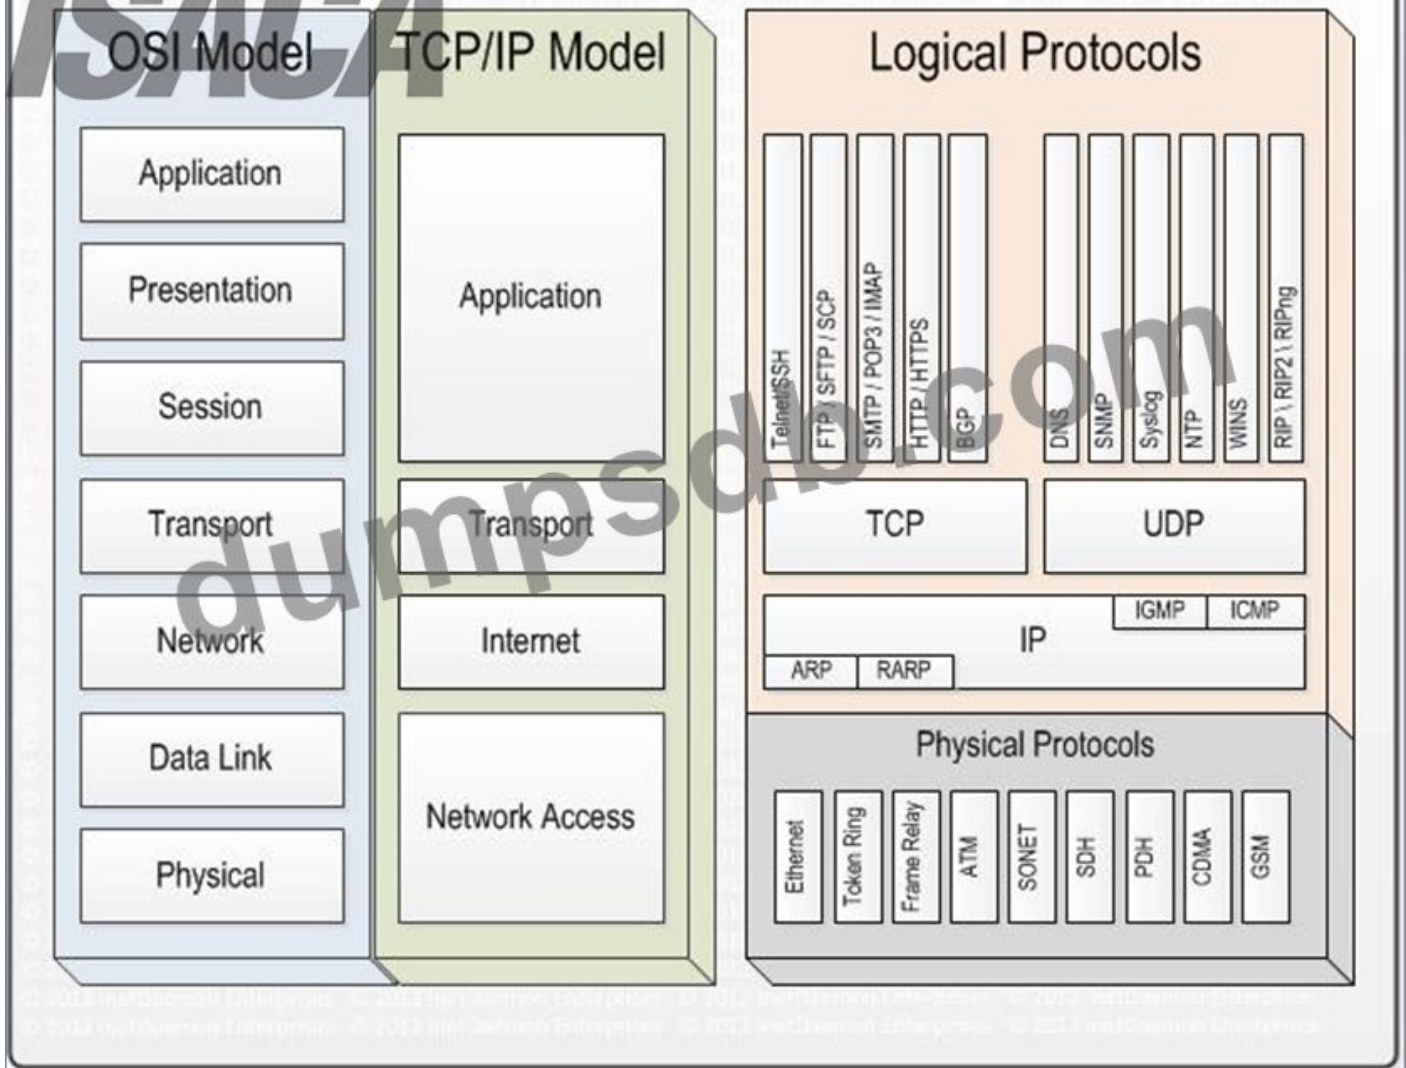 ISACA
OSI Model
Application
Presentation
Session
Transport
Network
Data Link
Physical
TCP/IP Model
Application
Transport
Internet
Network Access
Logical Protocols
Telnet/SSH
FTP / SFTP / SCP
SMTP / POP3 / IMAP
HTTP / HTTPS
BGP
DNS
SNMP
Syslog
NTP
WINS
RIP \ RIP2 \ RIPng
TCP
UDP
IP
IGMP
ICMP
ARP
RARP
Physical Protocols
Ethernet
Token Ring
Frame Relay
ATM
SONET
SDH
PDH
CDMA
GSM
dumpsdb.com